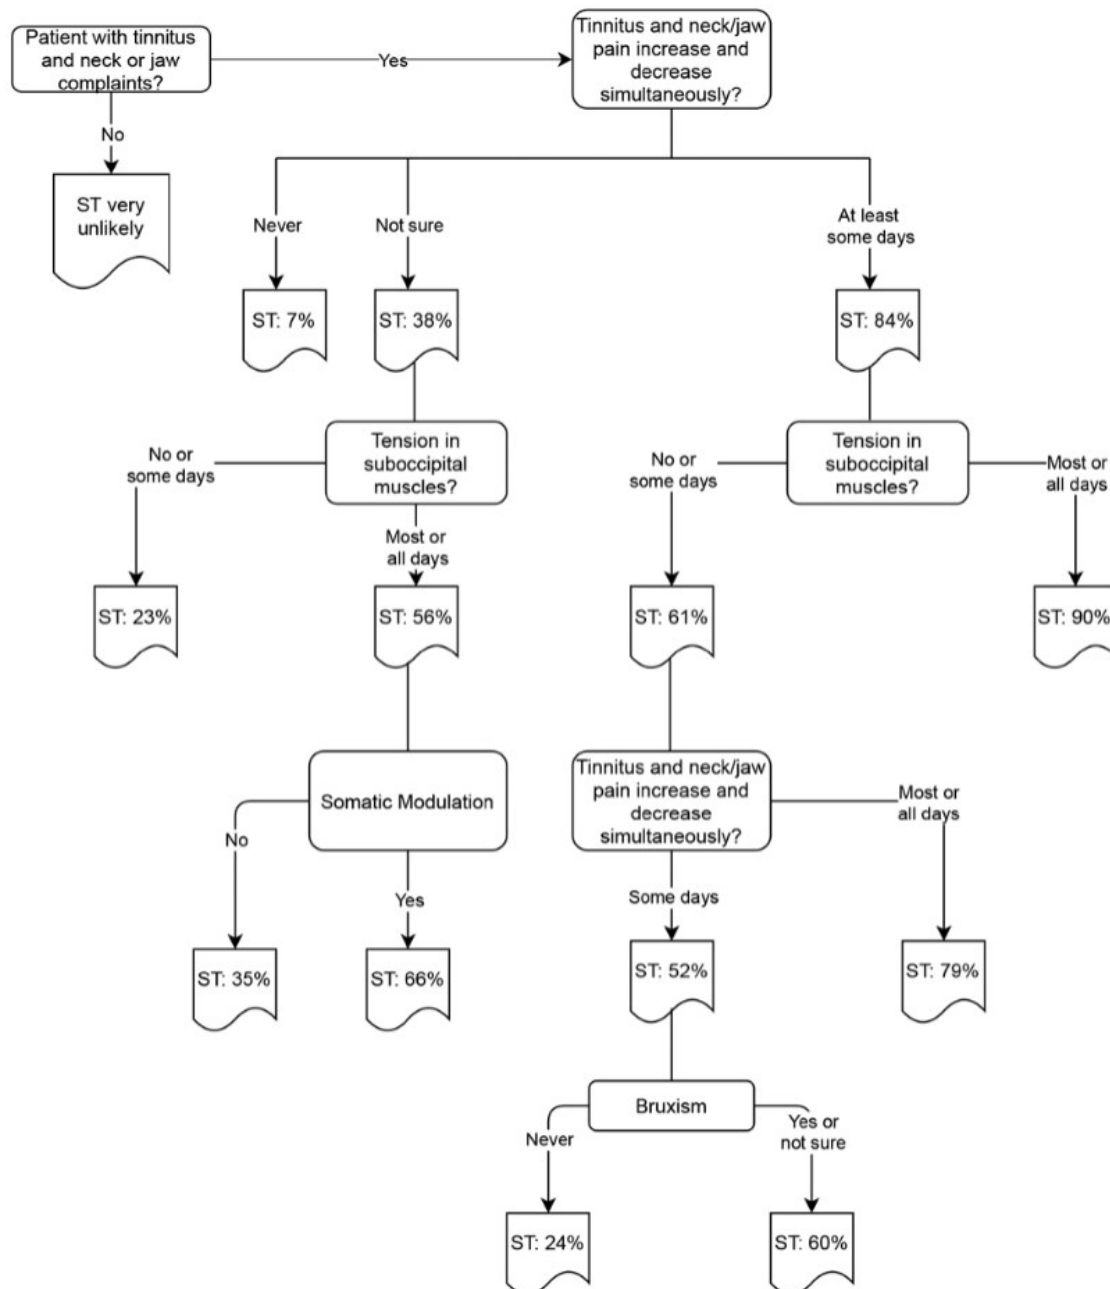 Patient with tinnitus
and neck or jaw
complaints?
Yes
Tinnitus and neck/jaw
pain increase and
decrease
simultaneously?
No
ST very
unlikely
Never
Not sure
At least
some days
ST: 7%
ST: 38%
ST: 84%
No or
some days
Tension in
suboccipital
muscles?
No or
some days
Tension in
suboccipital
muscles?
Most or
all days
Most or
all days
ST: 23%
ST: 56%
ST: 61%
ST: 90%
Somatic Modulation
Tinnitus and neck/jaw
pain increase and
decrease
simultaneously?
Most or
all days
No
Yes
Some days
ST: 35%
ST: 66%
ST: 52%
ST: 79%
Bruxism
Never
Yes or
not sure
ST: 24%
ST: 60%